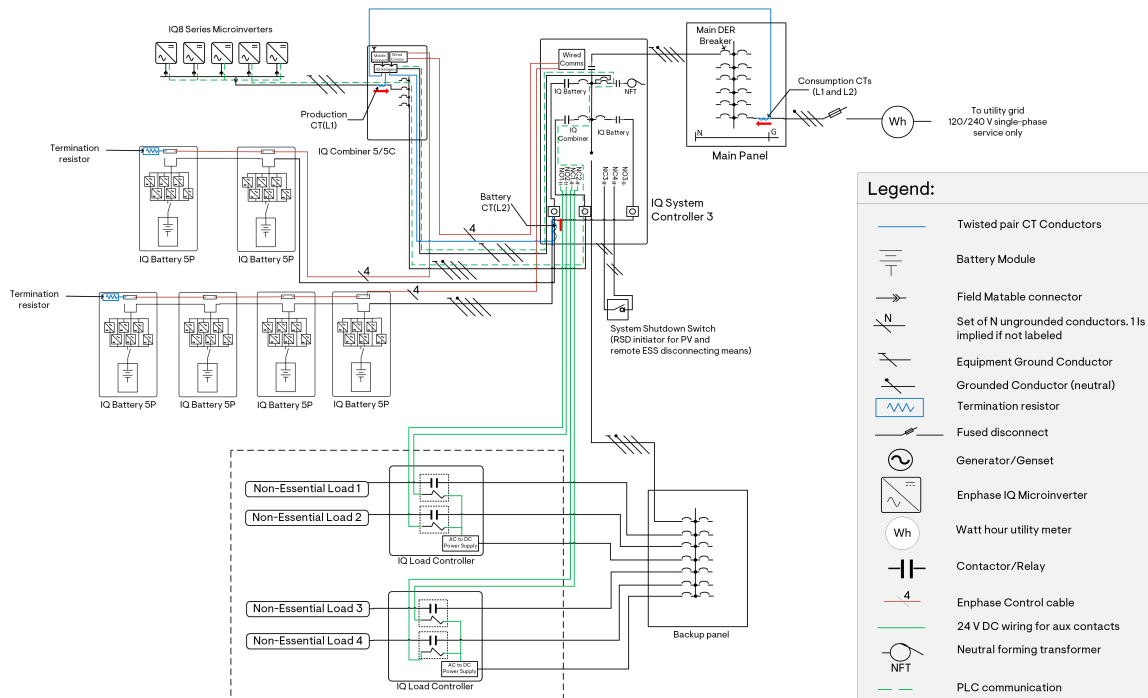 IQ8 Series Microinverters
Wired
Comms
Production
CT(L1)
IQ Combiner 5/5C
Wired
Comms
IQ Battery
NFT
IQ
Combiner
IQ Battery
NO1
NO2
NC1
NC2
NO3
NC4
NO3
IQ System
Controller 3
Main DER
Breaker
N
G
Main Panel
Consumption CTs
(L1 and L2)
Wh
To utility grid
120/240 V single-phase
service only
Termination
resistor
IQ Battery 5P
IQ Battery 5P
Battery
CT(L2)
4
4
4
Termination
resistor
IQ Battery 5P
IQ Battery 5P
IQ Battery 5P
IQ Battery 5P
System Shutdown Switch
(RSD initiator for PV and
remote ESS disconnecting means)
Non-Essential Load 1
Non-Essential Load 2
AC to DC
Power Supply
IQ Load Controller
Non-Essential Load 3
Non-Essential Load 4
AC to DC
Power Supply
IQ Load Controller
Backup panel
Legend:
Twisted pair CT Conductors
Battery Module
Field Matable connector
N
Set of N ungrounded conductors. 1 Is
implied if not labeled
Equipment Ground Conductor
Grounded Conductor (neutral)
Termination resistor
Fused disconnect
Generator/Genset
Enphase IQ Microinverter
Wh
Watt hour utility meter
Contactor/Relay
4
Enphase Control cable
24 V DC wiring for aux contacts
Neutral forming transformer
NFT
PLC communication